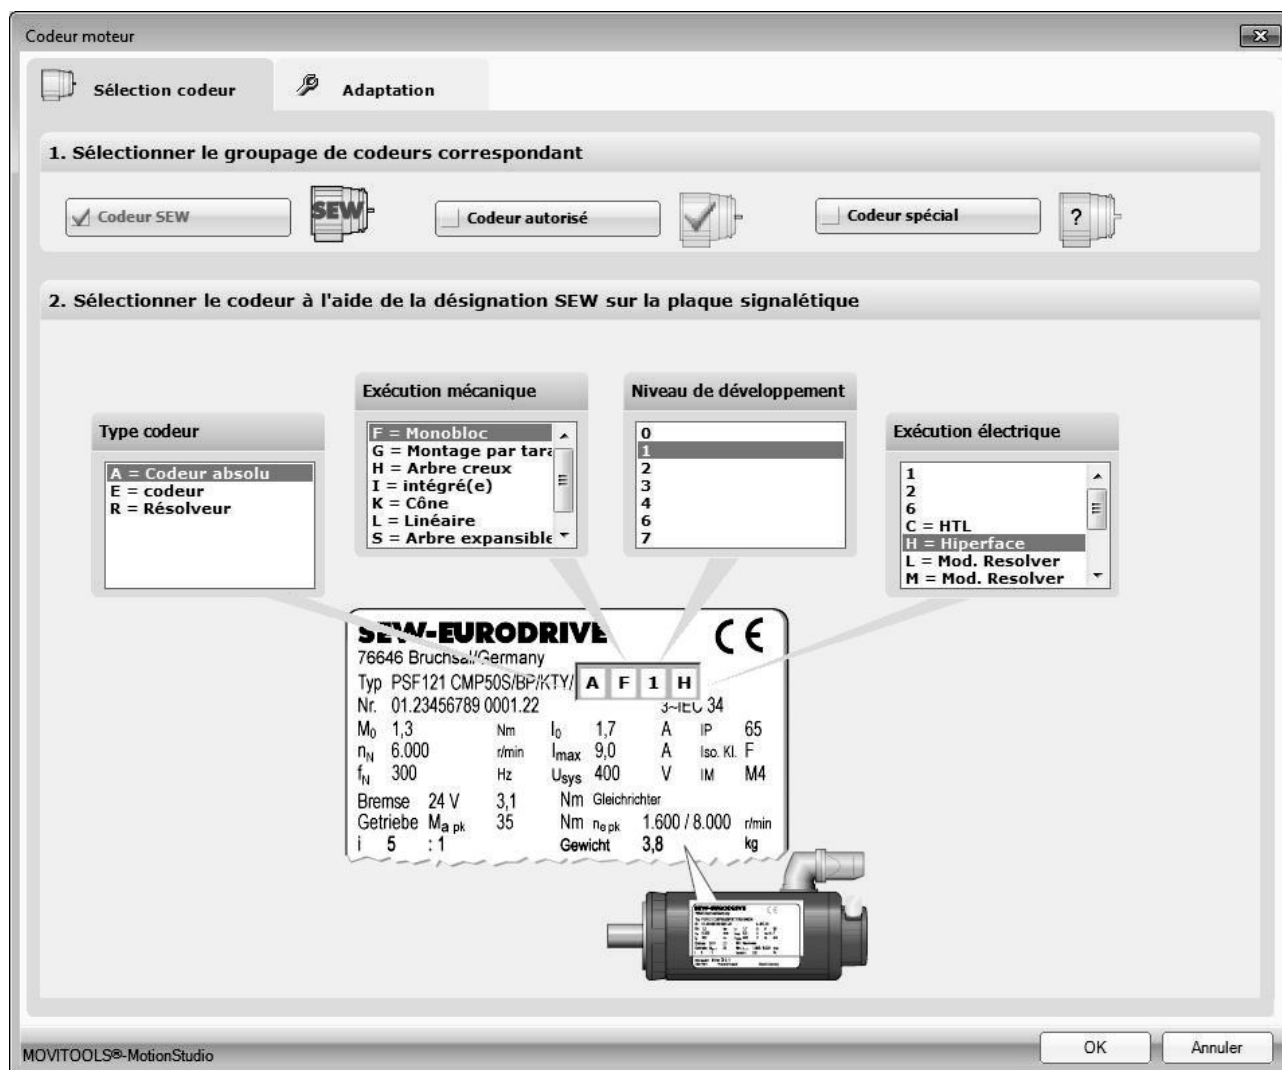 Codeur moteur
Sélection codeur
Adaptation
1. Sélectionner le groupage de codeurs correspondant
Codeur SEW
SEW
Codeur autorisé
Codeur spécial
?
2. Sélectionner le codeur à l'aide de la désignation SEW sur la plaque signalétique
Type codeur
A = Codeur absolu
E = codeur
R = Résolveur
Exécution mécanique
F = Monobloc
G = Montage par tara
H = Arbre creux
I = intégré(e)
K = Cône
L = Linéaire
S = Arbre expansible
Niveau de développement
0
1
2
3
4
6
7
Exécution électrique
1
2
6
C = HTL
H = Hiperface
L = Mod. Resolver
M = Mod. Resolver
SEW-EURODRIVE CE
76646 Bruchsal/Germany
Typ PSF121 CMP50S/BP/KTY/ A F 1 H
Nr. 01.23456789 0001.22 3~IEC 34
M0 1,3 Nm I0 1,7 A IP 65
nN 6.000 r/min Imax 9,0 A Iso. Kl. F
fN 300 Hz Usys 400 V IM M4
Bremse 24 V 3,1 Nm Gleichrichter
Getriebe Ma pk 35 Nm ne pk 1.600 / 8.000 r/min
i 5 :1 Gewicht 3,8 kg
SEW-EURODRIVE CE
MOVITOOLS®-MotionStudio
OK
Annuler